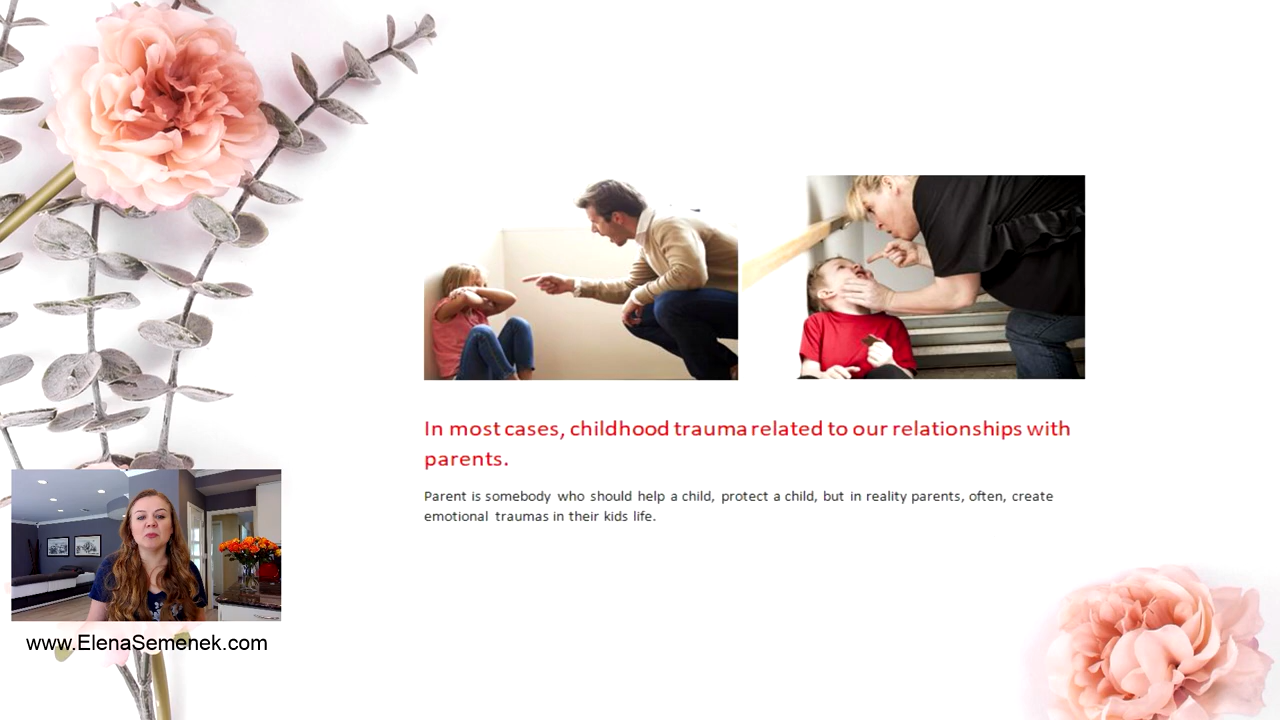 In most cases, childhood trauma related to our relationships with
parents.
Parent is somebody who should help a child, protect a child, but in reality parents, often, create
emotional traumas in their kids life.
www.ElenaSemenek.com